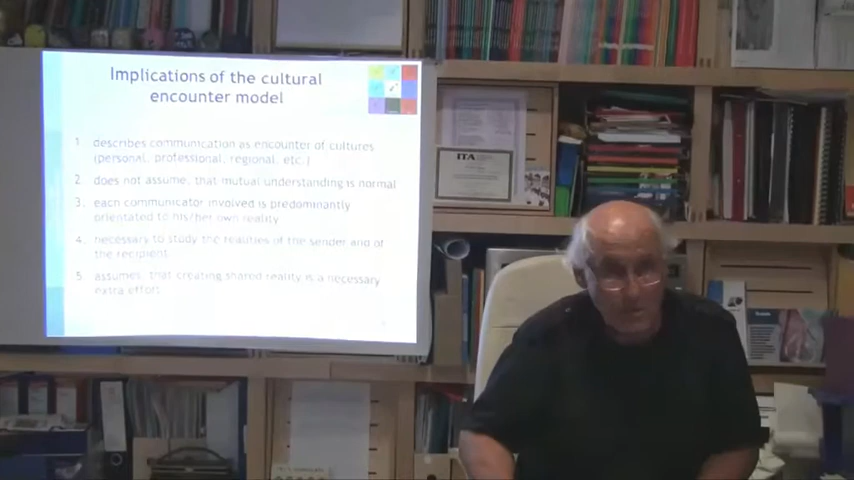 Implications of the cultural
encounter model
1 describes communication as encounter of cultures
(personal, professional, regional, etc.)
2. does not assume, that mutual understanding is normal
3. each communicator involved is predominantly
orientated to his/her own reality
4. necessary to study the realities of the sender and of
the recipient
5. assumes, that creating shared reality is a necessary
extra effort
ITA